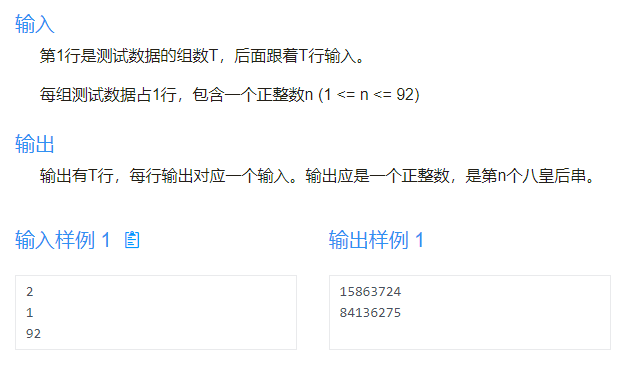 输入
第1行是测试数据的组数T，后面跟着T行输入。
每组测试数据占1行，包含一个正整数n (1 <= n <= 92)
输出
输出有T行，每行输出对应一个输入。输出应是一个正整数，是第n个八皇后串。
输入样例 1
输出样例 1
2
1
92
15863724
84136275